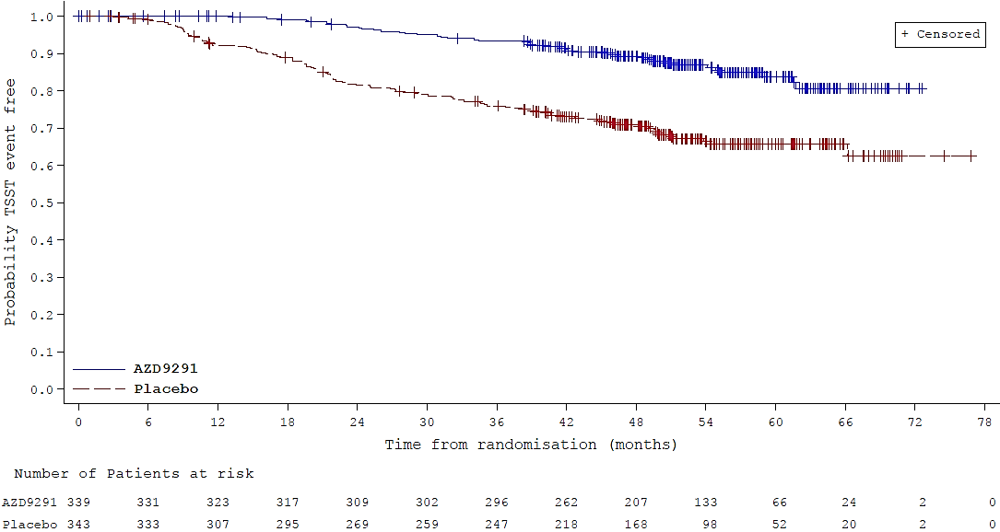 Probability TSST event free
1.0
0.9
0.8
0.7
0.6
0.5
0.4
0.3
0.2
0.1
0.0
+ Censored
AZD9291
Placebo
0 6 12 18 24 30 36 42 48 54 60 66 72 78
Time from randomisation (months)
Number of Patients at risk
AZD9291 339 331 323 317 309 302 296 262 207 133 66 24 2 0
Placebo 343 333 307 295 269 259 247 218 168 98 52 20 2 0